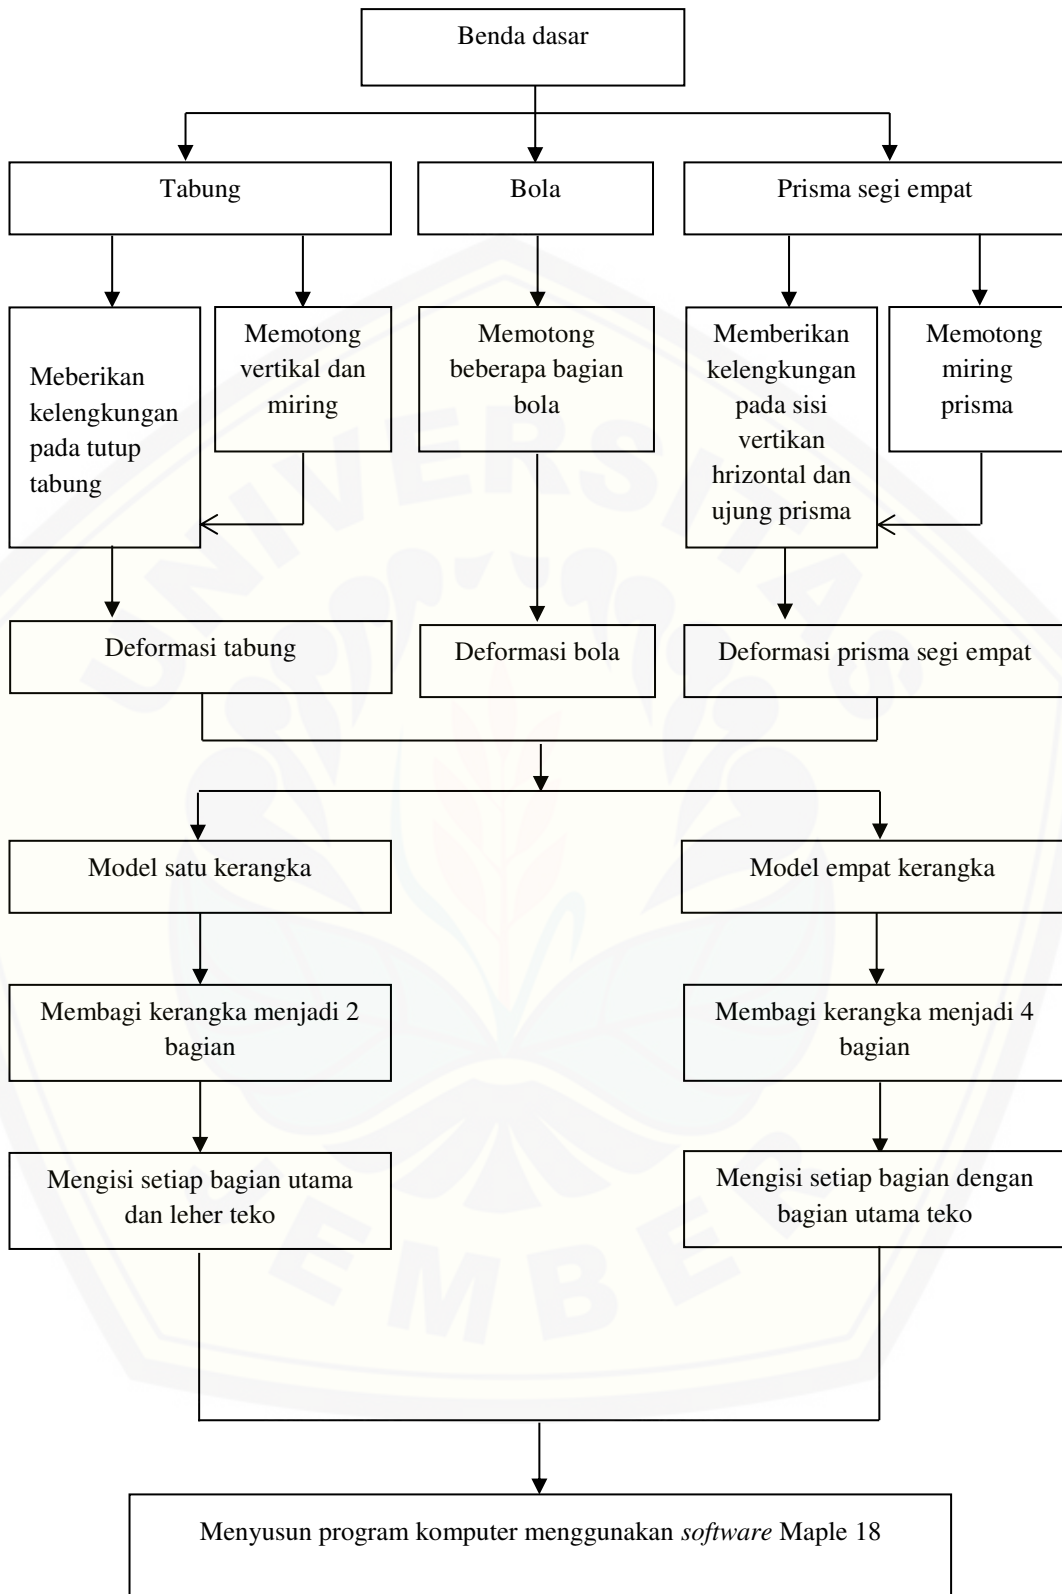 Benda dasar
Tabung
Bola
Prisma segi empat
Meberikan
kelengkungan
pada tutup
tabung
Memotong
vertikal dan
miring
Memotong
beberapa bagian
bola
Memberikan
kelengkungan
pada sisi
vertikan
hrizontal dan
ujung prisma
Memotong
miring
prisma
Deformasi tabung
Deformasi bola
Deformasi prisma segi empat
Model satu kerangka
Model empat kerangka
Membagi kerangka menjadi 2
bagian
Membagi kerangka menjadi 4
bagian
Mengisi setiap bagian utama
dan leher teko
Mengisi setiap bagian dengan
bagian utama teko
Menyusun program komputer menggunakan software Maple 18
UNIVERSITAS
JEMBER